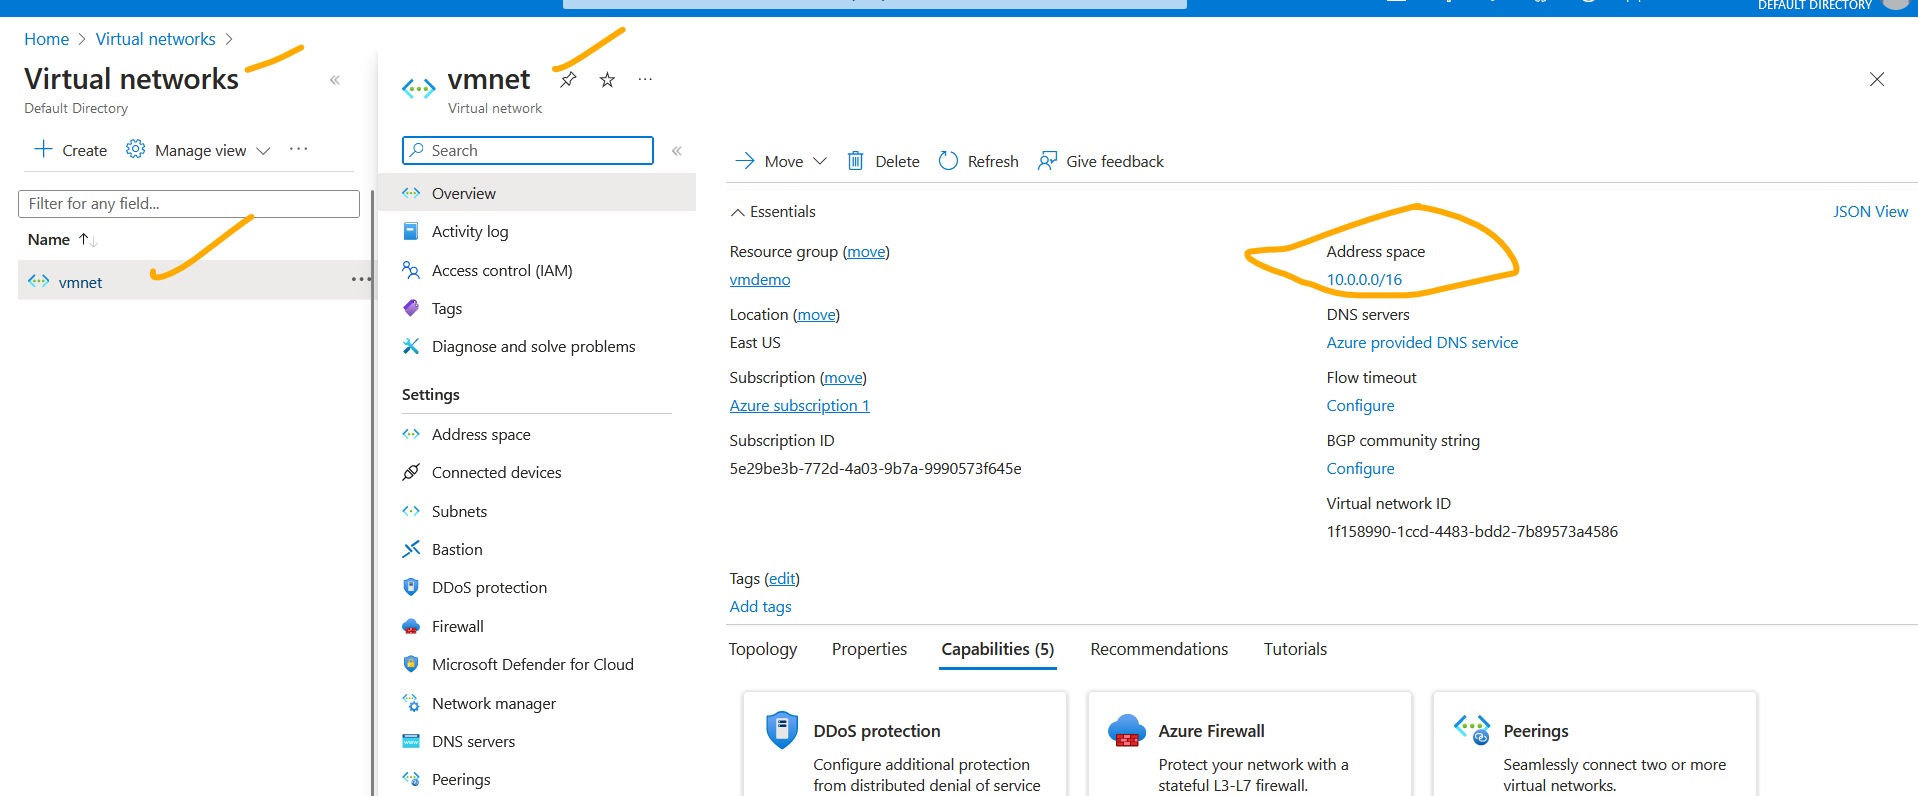 DEFAULT DIRECTORY
Home > Virtual networks >
Virtual networks
Default Directory
Create Manage view
Filter for any field...
Name
vmnet
vmnet
Virtual network
Search
Overview
Activity log
Access control (IAM)
Tags
Diagnose and solve problems
Settings
Address space
Connected devices
Subnets
Bastion
DDoS protection
Firewall
Microsoft Defender for Cloud
Network manager
DNS servers
Peerings
Move Delete Refresh Give feedback
Essentials
JSON View
Resource group (move)
vmdemo
Location (move)
East US
Subscription (move)
Azure subscription 1
Subscription ID
5e29be3b-772d-4a03-9b7a-9990573f645e
Address space
10.0.0.0/16
DNS servers
Azure provided DNS service
Flow timeout
Configure
BGP community string
Configure
Virtual network ID
1f158990-1ccd-4483-bdd2-7b89573a4586
Tags (edit)
Add tags
Topology Properties Capabilities (5) Recommendations Tutorials
DDoS protection
Configure additional protection
from distributed denial of service
Azure Firewall
Protect your network with a
stateful L3-L7 firewall.
Peerings
Seamlessly connect two or more
virtual networks.